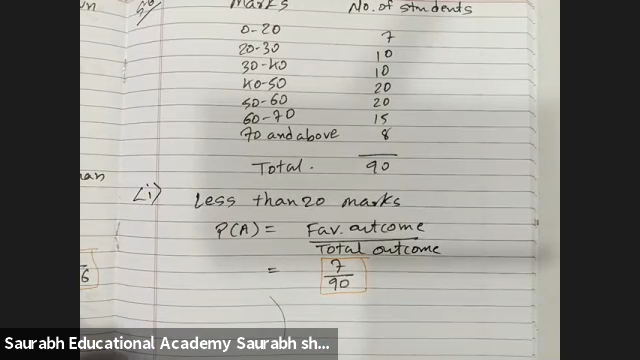 Marks No. of students
0-20 7
20-30 10
30-40 10
40-50 20
50-60 20
60-70 15
70 and above 8
Total. 90
(i) Less than 20 marks
P(A) = Fav. outcome
Total outcome
= 7
90
6
Saurabh Educational Academy Saurabh sh...